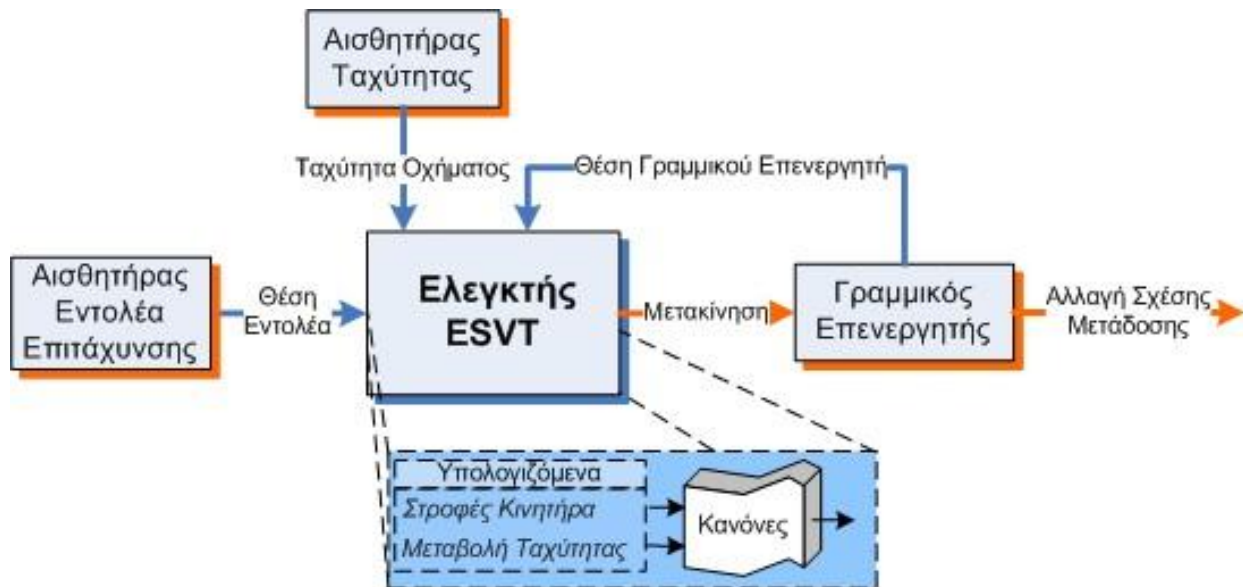 Αισθητήρας
Ταχύτητας
Ταχύτητα Οχήματος
Θέση Γραμμικού Επενεργητή
Αισθητήρας
Εντολέα
Επιτάχυνσης
Θέση
Εντολέα
Ελεγκτής
ESVT
Μετακίνηση
Γραμμικός
Επενεργητής
Αλλαγή Σχέσης
Μετάδοσης
Υπολογιζόμενα
Στροφές Κινητήρα
Μεταβολή Ταχύτητας
Κανόνες